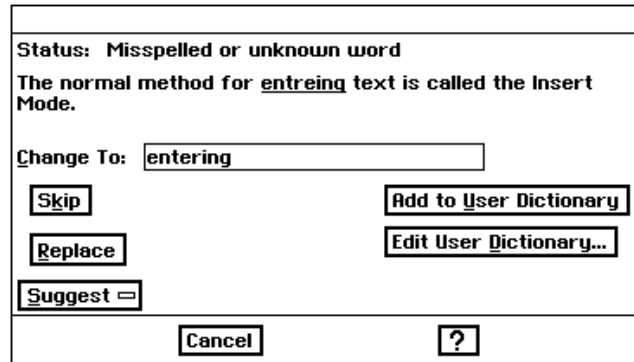 Status: Misspelled or unknown word
The normal method for entreing text is called the Insert
Mode.
Change To: entering
Skip
Add to User Dictionary
Replace
Edit User Dictionary...
Suggest
Cancel
?